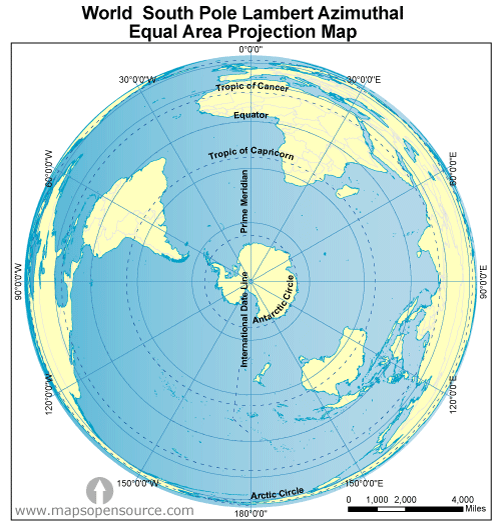 World  South Pole Lambert Azimuthal
Equal Area Projection Map
0°0'0"
30°0'0"W
30°0'0"E
Tropic of Cancer
Equator
Tropic of Capricorn
60°0'0"W
60°0'0"E
Prime Meridian
90°0'0"W
90°0'0"E
International Date Line
Antarctic Circle
120°0'0"W
120°0'0"E
150°0'0"W
150°0'0"E
Arctic Circle
180°0'0"
0 1,000 2,000 4,000
Miles
www.mapsopensource.com